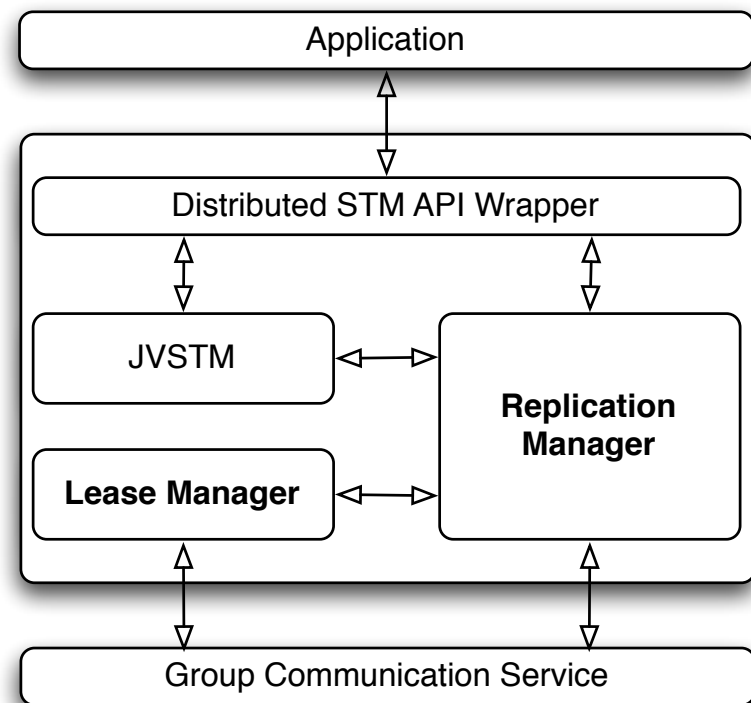 Application
Distributed STM API Wrapper
JVSTM
Replication
Manager
Lease Manager
Group Communication Service